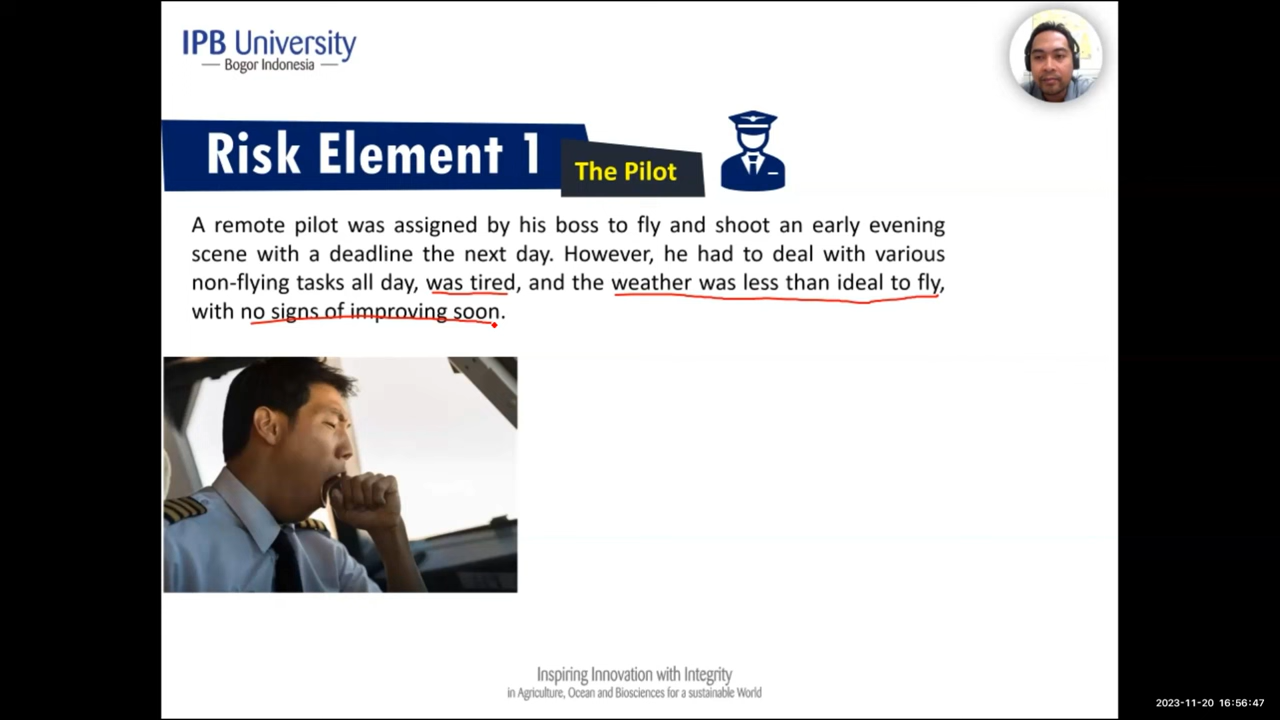 IPB University
Bogor Indonesia
Risk Element 1
The Pilot
A remote pilot was assigned by his boss to fly and shoot an early evening
scene with a deadline the next day. However, he had to deal with various
non-flying tasks all day, was tired, and the weather was less than ideal to fly,
with no signs of improving soon.
Inspiring Innovation with Integrity
in Agriculture, Ocean and Biosciences for a sustainable World
2023-11-20 16:56:47